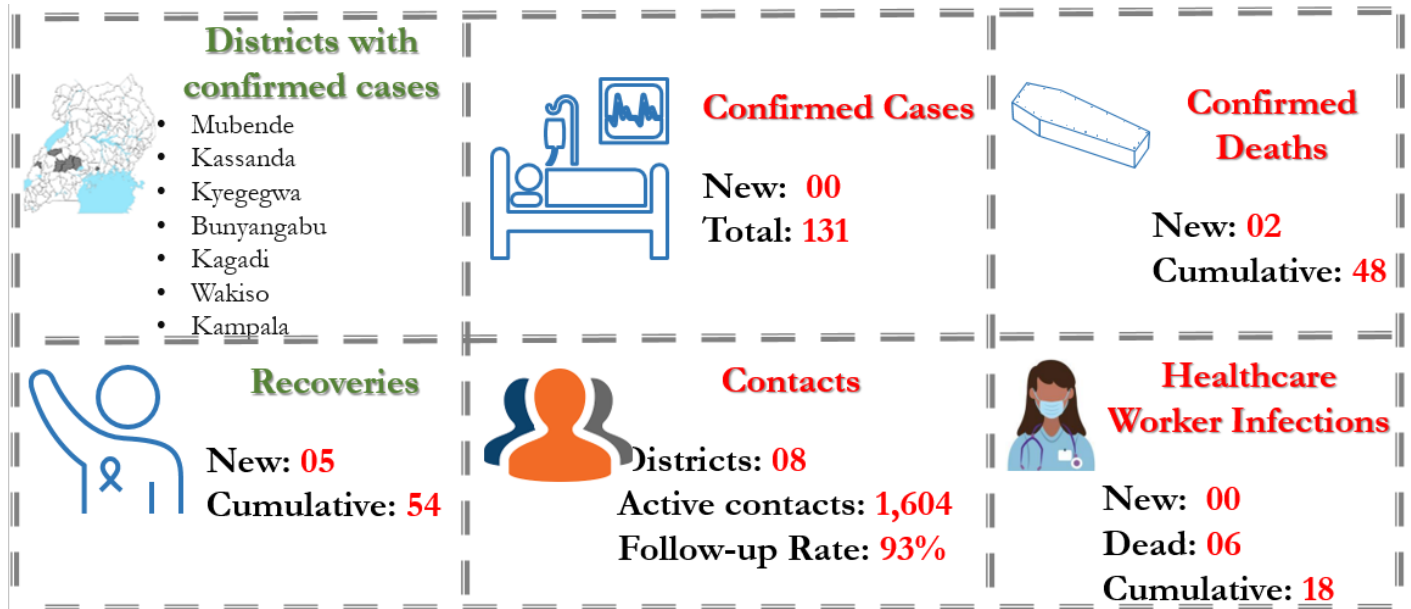 Districts with
confirmed cases
• Mubende
• Kassanda
• Kyegegwa
• Bunyangabu
• Kagadi
• Wakiso
• Kampala
Confirmed Cases
New: 00
Total: 131
Confirmed
Deaths
New: 02
Cumulative: 48
Recoveries
New: 05
Cumulative: 54
Contacts
Districts: 08
Active contacts: 1,604
Follow-up Rate: 93%
Healthcare
Worker Infections
New: 00
Dead: 06
Cumulative: 18